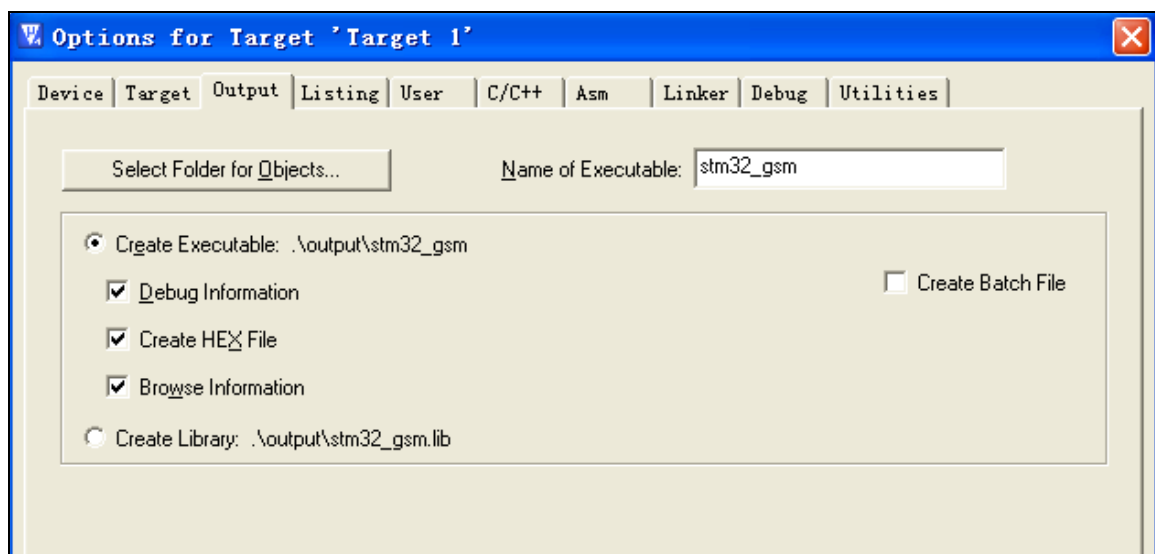 Options for Target 'Target 1'
Device Target Output Listing User C/C++ Asm Linker Debug Utilities
Select Folder for Objects... Name of Executable: stm32_gsm
Create Executable: .\output\stm32_gsm
Debug Information
Create Batch File
Create HEX File
Browse Information
Create Library: .\output\stm32_gsm.lib